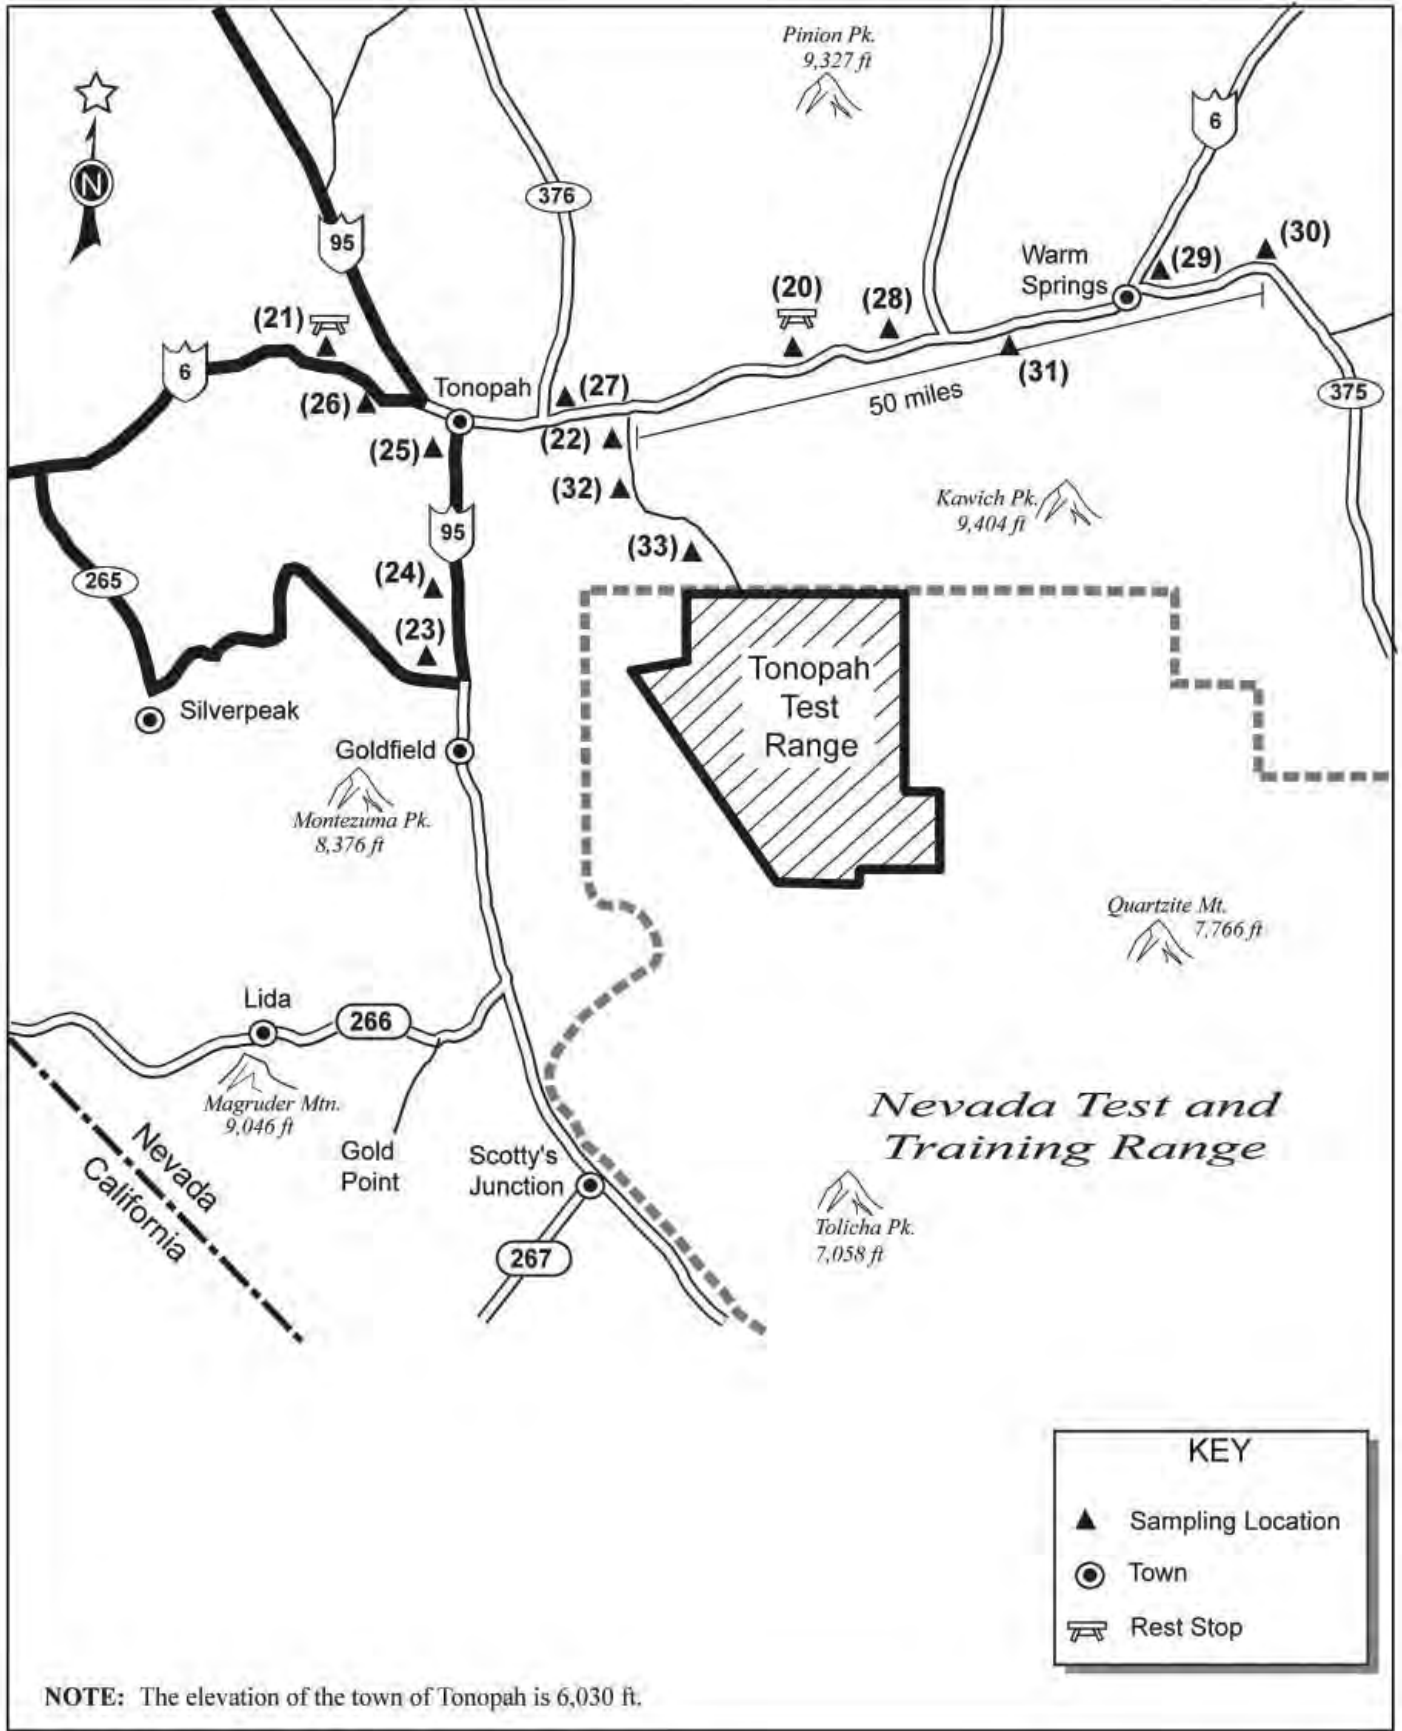 Pinion Pk.
9,327 ft
N
376
6
95
(30)
Warm
Springs
(29)
(20)
(28)
(21)
6
Tonopah
(27)
(31)
50 miles
375
(26)
(25)
(22)
(32)
Kawich Pk.
9,404 ft
95
(33)
265
(24)
(23)
Tonopah
Test
Range
Silverpeak
Goldfield
Montezuma Pk.
8,376 ft
Quartzite Mt.
7,766 ft
Lida
266
Magruder Mtn.
9,046 ft
Nevada Test and
Training Range
Nevada
California
Gold
Point
Scotty's
Junction
Tolicha Pk.
7,058 ft
267
KEY
Sampling Location
Town
Rest Stop
NOTE: The elevation of the town of Tonopah is 6,030 ft.